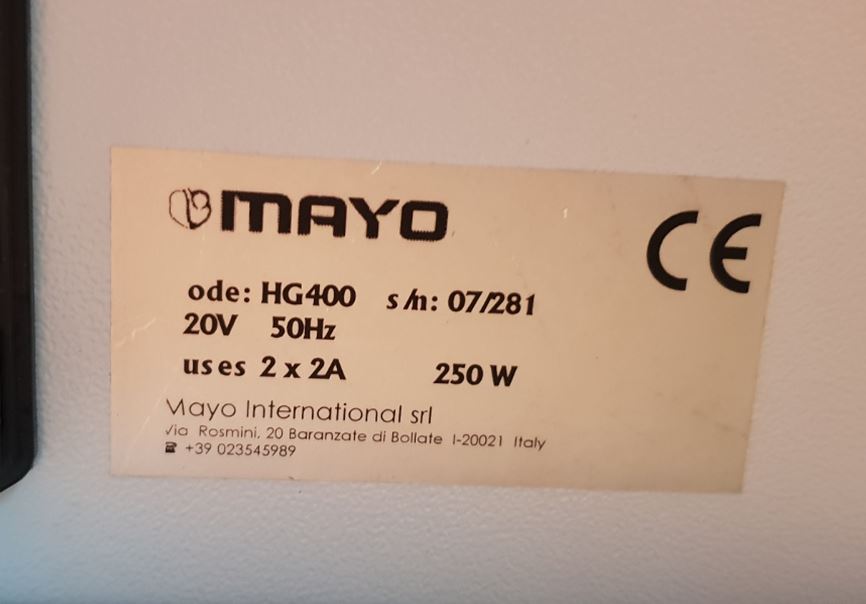 MAYO
CE
ode: HG400 s/n: 07/281
20V 50Hz
uses 2 x 2A 250 W
Mayo International srl
Via Rosmini, 20 Baranzate di Bollate I-20021 Italy
☎ +39 023545989